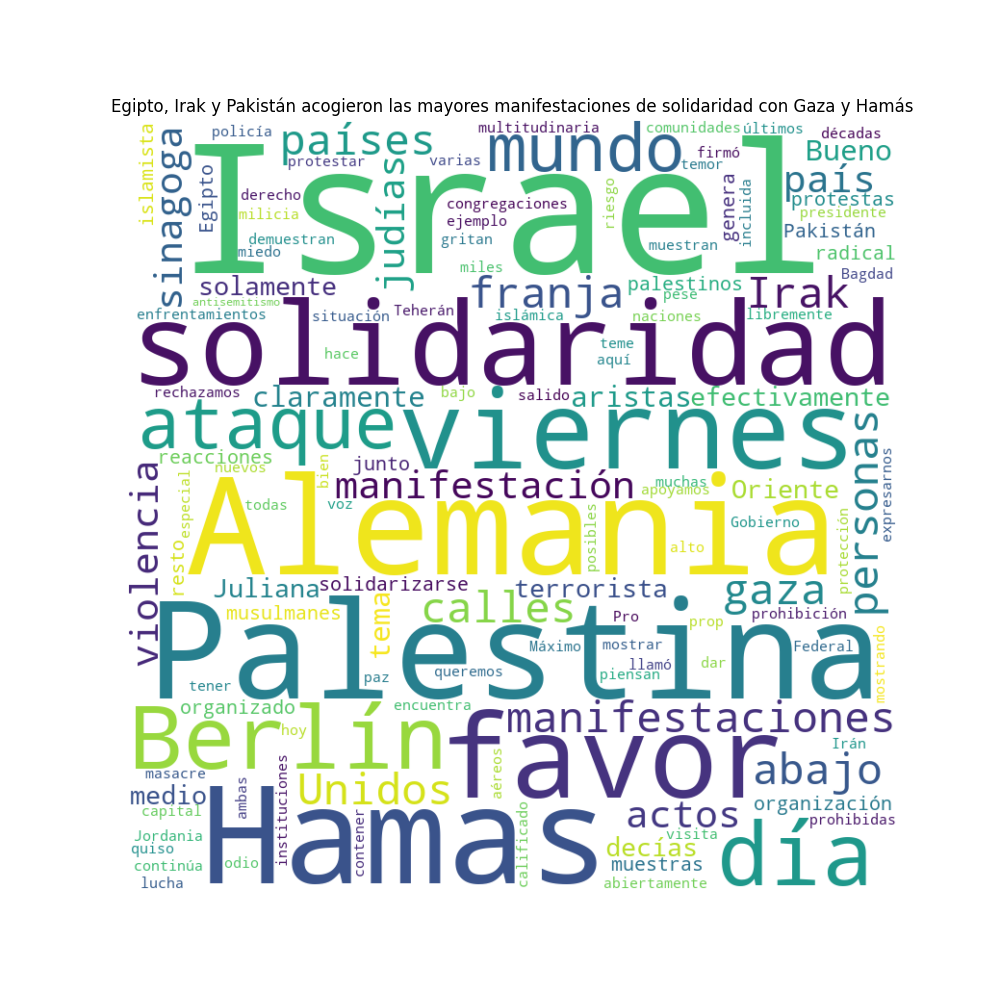 Egipto, Irak y Pakistán acogieron las mayores manifestaciones de solidaridad con Gaza y Hamás
islamista
sinagoga
policía
Egipto
países
protestar
derecho
milicia
demuestran
miedo
judías
varias
multitudinaria
mundo
comunidades
últimos
décadas
temor
firmó
Bueno
país
protestas
presidente
Pakistán
radical
Bagdad
genera
incluida
riesgo
congregaciones
ejemplo
gritan
muestran
miles
Israel
solamente
antisemitismo
enfrentamientos
situación
Teherán
franja
islámica
palestinos
pese
naciones
Irak
libremente
solidaridad
hace
teme
aquí
rechazamos
claramente
bajo
salido
aristas
efectivamente
ataque
viernes
personas
expresarnos
reacciones
nuevos
bien
junto
manifestación
muchas
apoyamos
Oriente
violencia
especial
todas
voz
Alemania
posibles
Gobierno
alto
protección
resto
Juliana
solidarizarse
terrorista
gaza
musulmanes
tema
calles
Pro
prop
prohibición
Palestina
Máximo
mostrar
Federal
llamó
dar
piensan
mostrando
tener
paz
queremos
organizado
encuentra
manifestaciones
Berlín
hoy
favor
Irán
abajo
masacre
ambas
instituciones
Unidos
aéreos
medio
capital
actos
organización
prohibidas
Hamas
contener
calificado
visita
día
Jordania
quiso
continúa
odio
decías
muestras
lucha
abiertamente